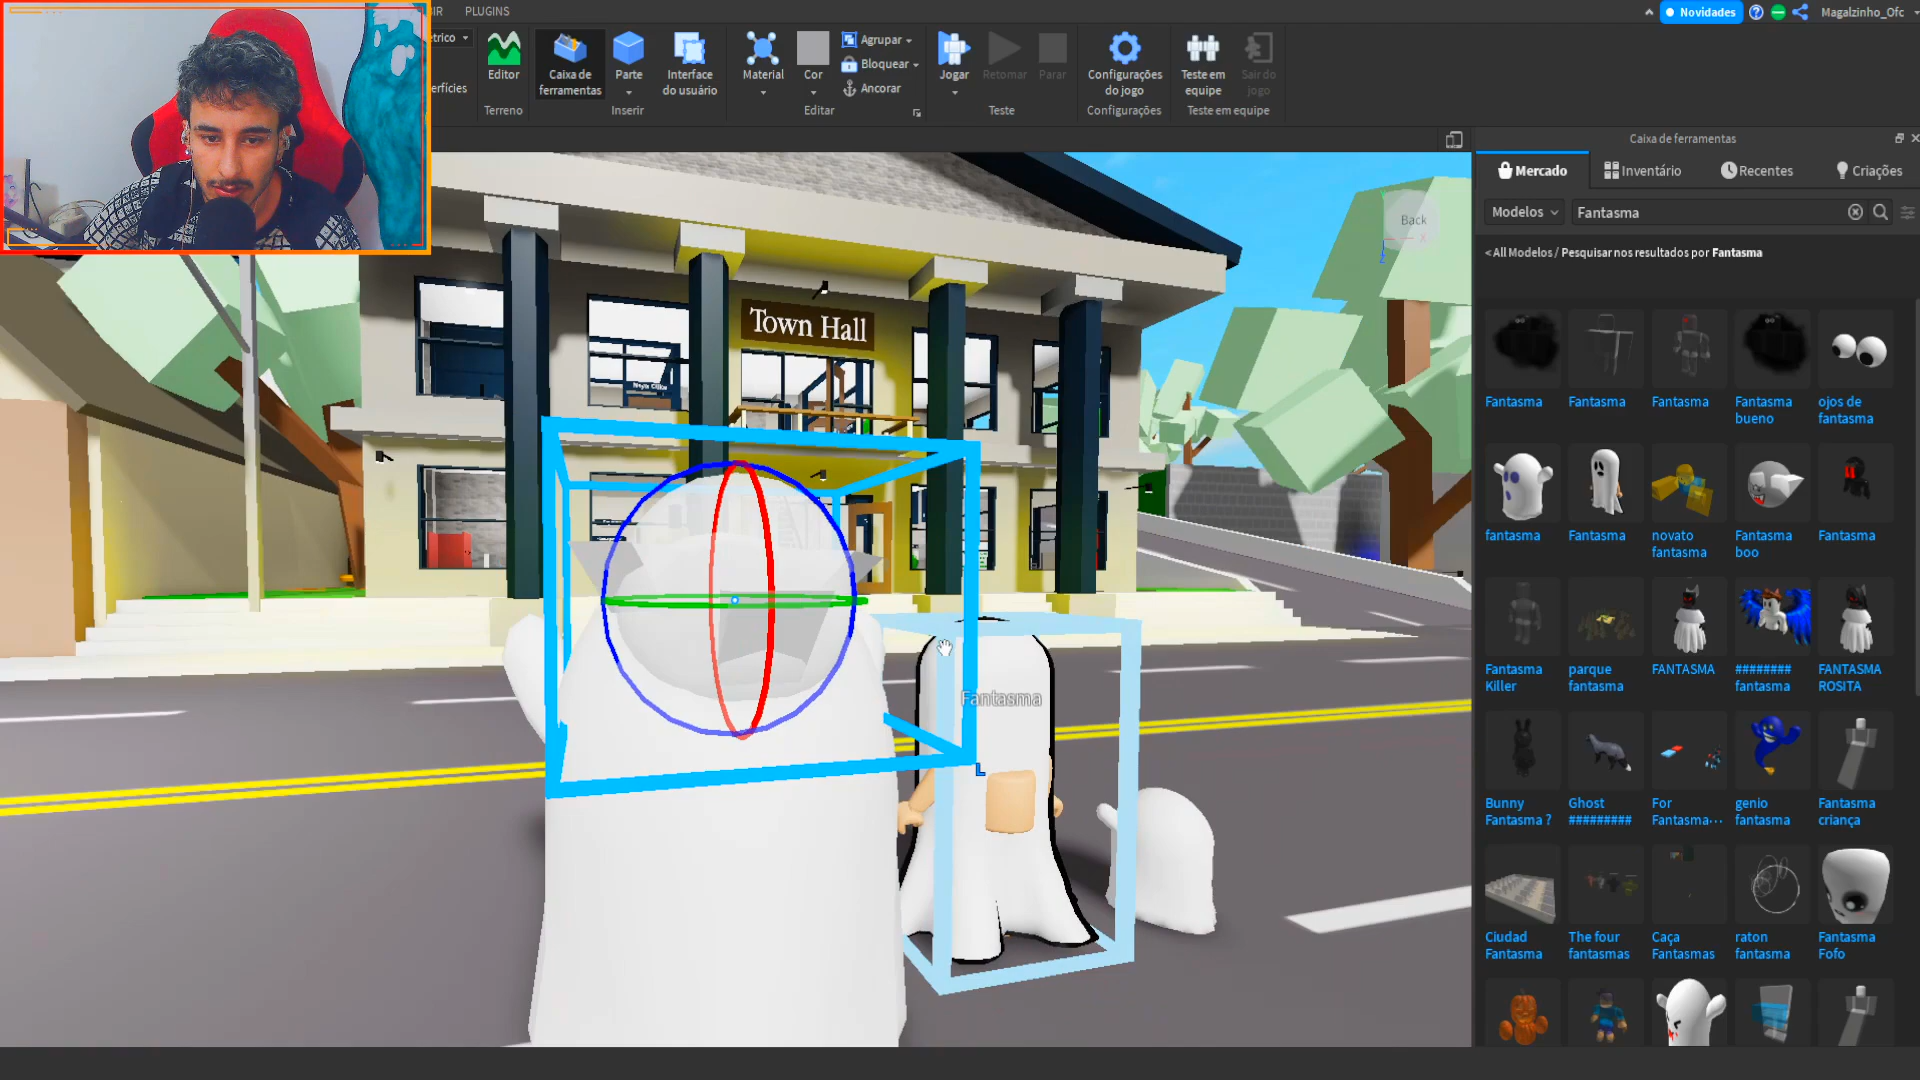 PLUGINS
Novidades
Magalzinho_Ofc
Editor
Caixa de
ferramentas
Parte
Interface
do usuário
Material
Cor
Agrupar
Bloquear
Ancorar
Jogar
Retomar
Parar
Configurações
do jogo
Teste em
equipe
Sair do
jogo
Terreno
Inserir
Editar
Teste
Configurações
Teste em equipe
Caixa de ferramentas
Mercado
Inventário
Recentes
Criações
Modelos
Fantasma
< All Modelos / Pesquisar nos resultados por Fantasma
Back
Town Hall
Fantasma
L
Fantasma
Fantasma
Fantasma
Fantasma
bueno
ojos de
fantasma
fantasma
Fantasma
novato
fantasma
Fantasma
boo
Fantasma
Fantasma
Killer
parque
fantasma
FANTASMA
########
fantasma
FANTASMA
ROSITA
Bunny
Fantasma ?
Ghost
#########
For
Fantasma...
genio
fantasma
Fantasma
criança
Ciudad
Fantasma
The four
fantasmas
Caça
Fantasmas
raton
fantasma
Fantasma
Fofo